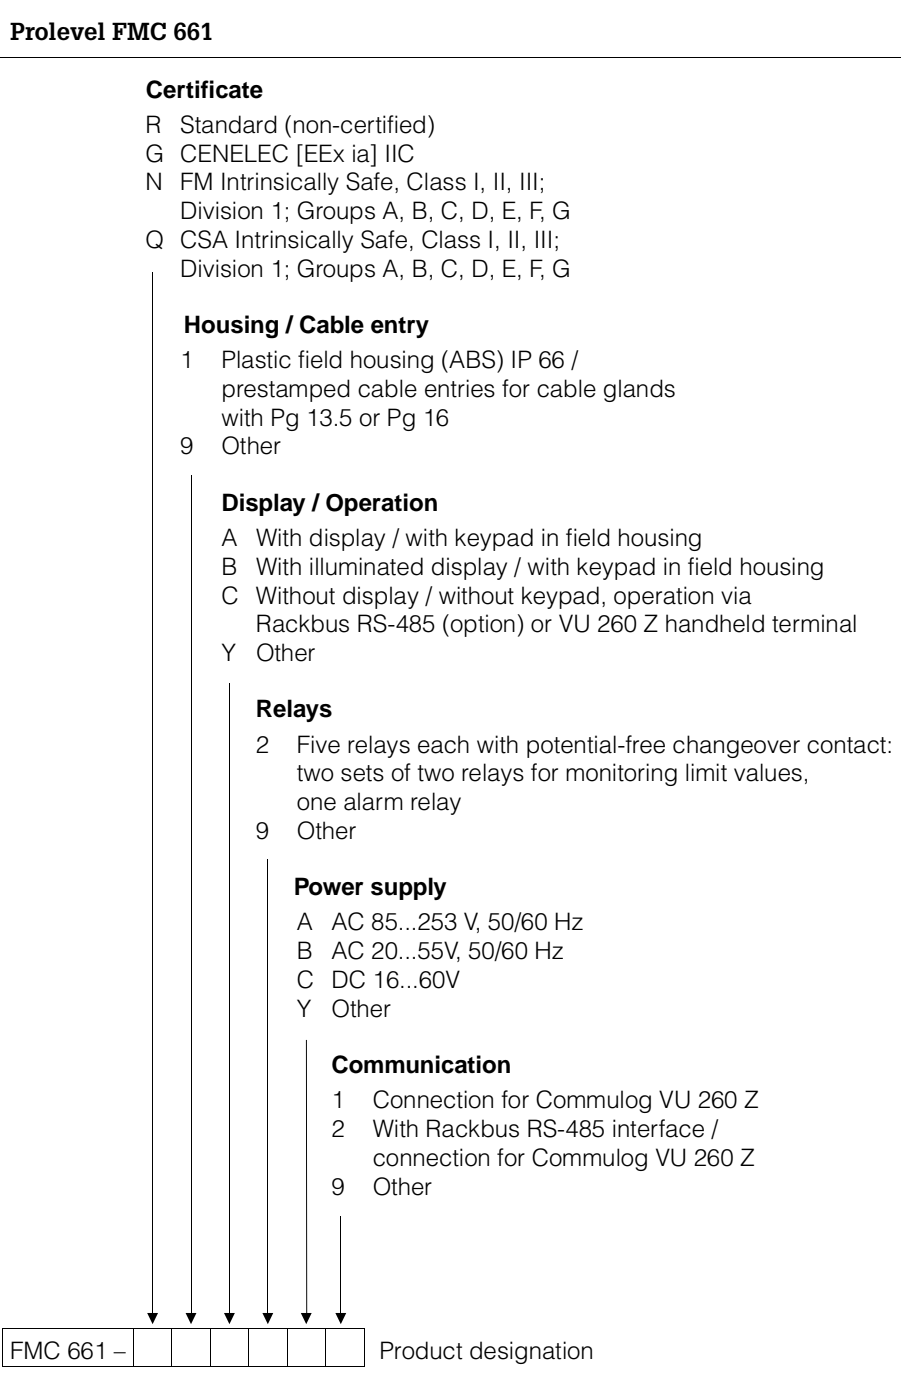 Prolevel FMC 661
Certificate
R Standard (non-certified)
G CENELEC [EEx ia] IIC
N FM Intrinsically Safe, Class I, II, III;
Division 1; Groups A, B, C, D, E, F, G
Q CSA Intrinsically Safe, Class I, II, III;
Division 1; Groups A, B, C, D, E, F, G
Housing / Cable entry
1 Plastic field housing (ABS) IP 66 /
prestamped cable entries for cable glands
with Pg 13.5 or Pg 16
9 Other
Display / Operation
A With display / with keypad in field housing
B With illuminated display / with keypad in field housing
C Without display / without keypad, operation via
Rackbus RS-485 (option) or VU 260 Z handheld terminal
Y Other
Relays
2 Five relays each with potential-free changeover contact:
two sets of two relays for monitoring limit values,
one alarm relay
9 Other
Power supply
A AC 85...253 V, 50/60 Hz
B AC 20...55V, 50/60 Hz
C DC 16...60V
Y Other
Communication
1 Connection for Commulog VU 260 Z
2 With Rackbus RS-485 interface /
connection for Commulog VU 260 Z
9 Other
FMC 661 – Product designation